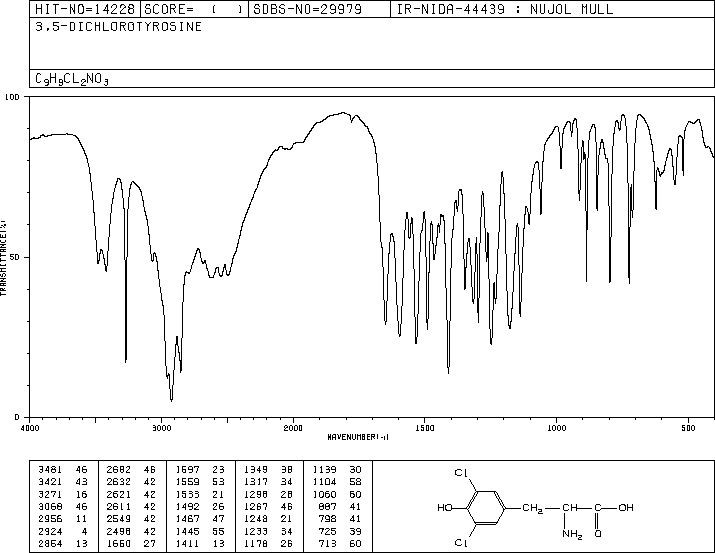 HIT-NO=14228 SCORE= ( ) SDBS-NO=29979 IR-NIDA-44439 : NUJOL MULL
3,5-DICHLOROTYROSINE
C9H9CL2NO3
100
50
0
TRANSMITTANCE(%)
4000 3000 2000 1500 1000 500
WAVENUMBER(-1)
3481 46 2682 46 1597 23 1349 38 1139 30
3421 43 2632 42 1559 53 1317 34 1104 58
3271 16 2621 42 1533 21 1298 28 1060 60
3068 46 2611 42 1492 26 1267 46 887 41
2956 11 2549 42 1467 47 1248 21 798 41
2924 4 2498 42 1445 55 1233 34 725 39
2854 13 1660 27 1411 13 1178 26 713 60
Cl
HO
CH2
CH
C
OH
NH2
O
Cl